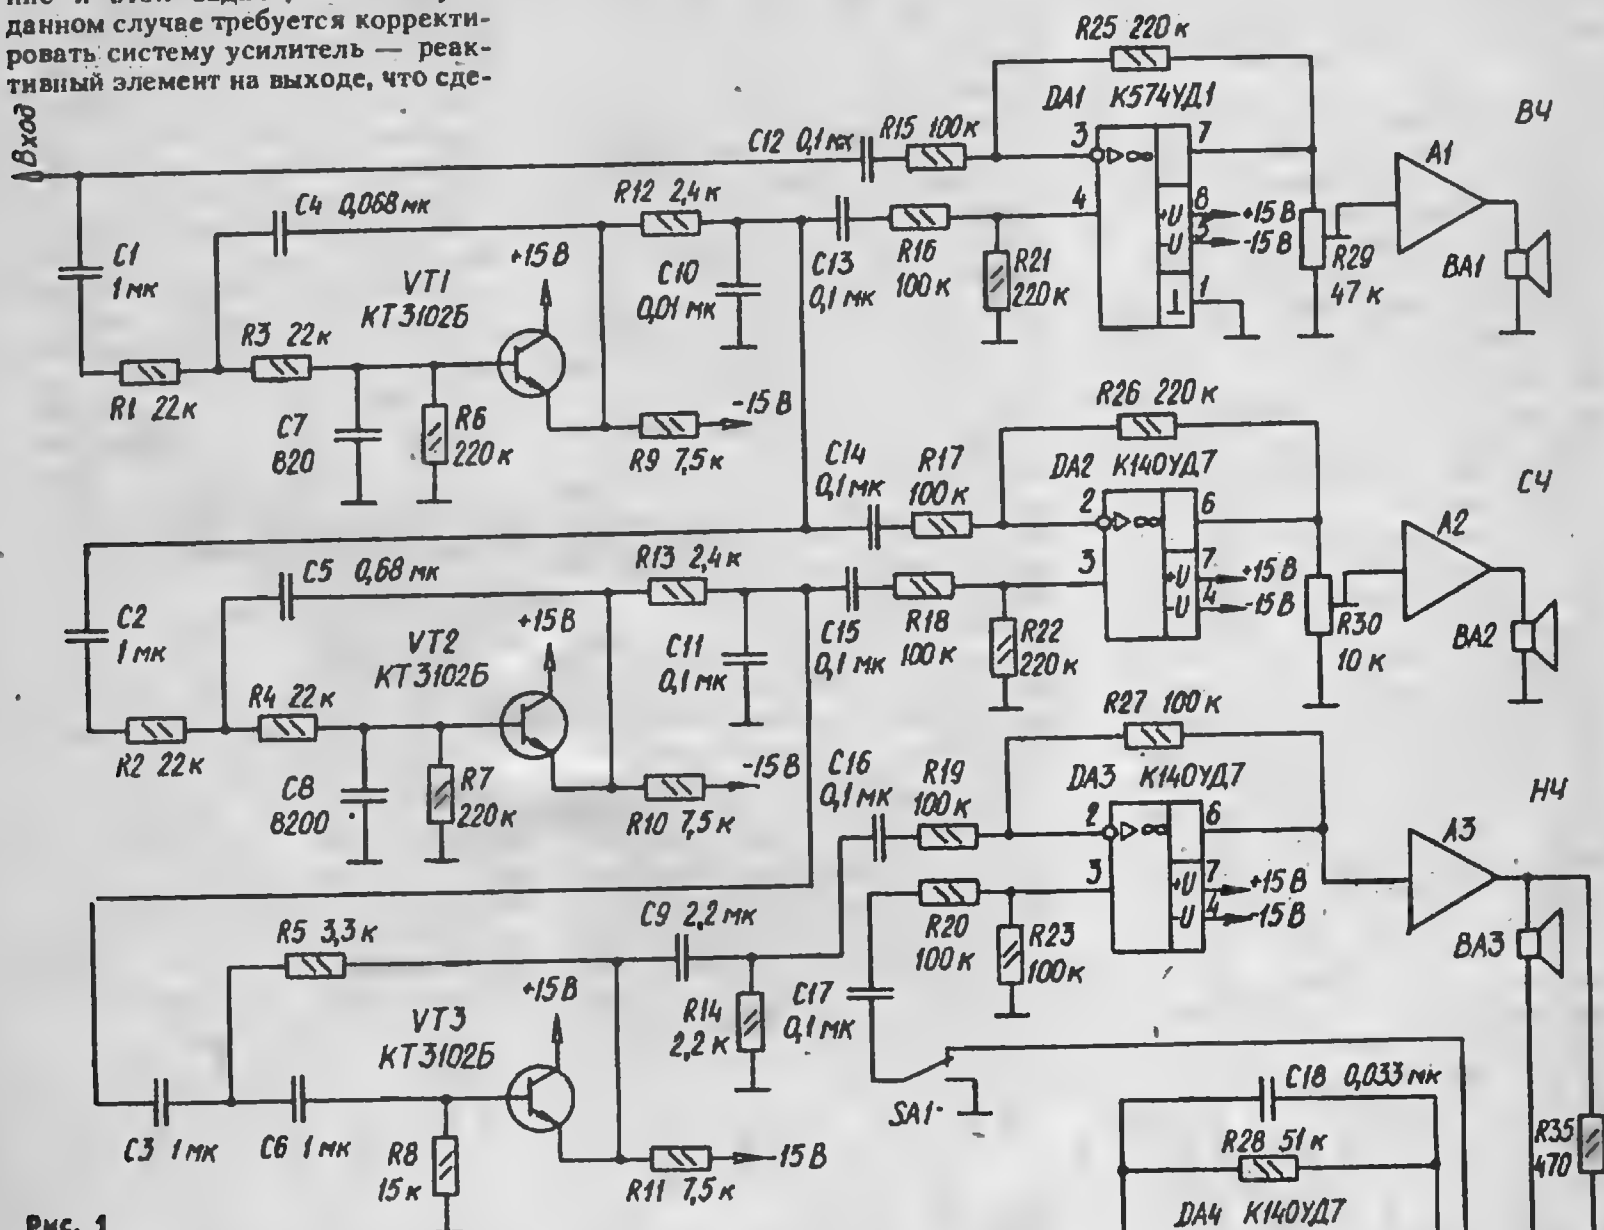 данном случае требуется корректи-
ровать систему усилитель — реак-
тивный элемент на выходе, что сде-
Вход
R25 220 к
DA1 К574УД1
ВЧ
C12 0,1 мк
R15 100 к
3
7
A1
C4 0,068 мк
R12 2,4 к
4
+U
8
+15 В
-U
5
-15 В
C1
1 мк
VT1
КТ3102Б
+15 В
C10
0,01 мк
C13
0,1 мк
R16
100 к
R21
220 к
1
R29
47 к
BA1
R3 22 к
R1 22 к
C7
820
R6
220 к
R9 7,5 к
-15 В
R26 220 к
C14
0,1 мк
R17
100 к
DA2 К140УД7
СЧ
2
6
A2
C5 0,68 мк
R13 2,4 к
3
+U
7
+15 В
-U
4
-15 В
C2
1 мк
VT2
КТ3102Б
+15 В
C11
0,1 мк
C15
0,1 мк
R18
100 к
R22
220 к
R30
10 к
BA2
R4 22 к
R2 22 к
C8
8200
R7
220 к
R10 7,5 к
-15 В
R27 100 к
C16
0,1 мк
R19
100 к
DA3 К140УД7
НЧ
2
6
A3
3
+U
7
+15 В
-U
4
-15 В
R5 3,3 к
C9 2,2 мк
R20
100 к
R23
100 к
BA3
VT3
КТ3102Б
+15 В
R14
2,2 к
C17
0,1 мк
C18 0,033 мк
SA1
R28 51 к
R35
470
C3 1 мк
C6 1 мк
R8
15 к
R11 7,5 к
-15 В
DA4 К140УД7
Рис. 1